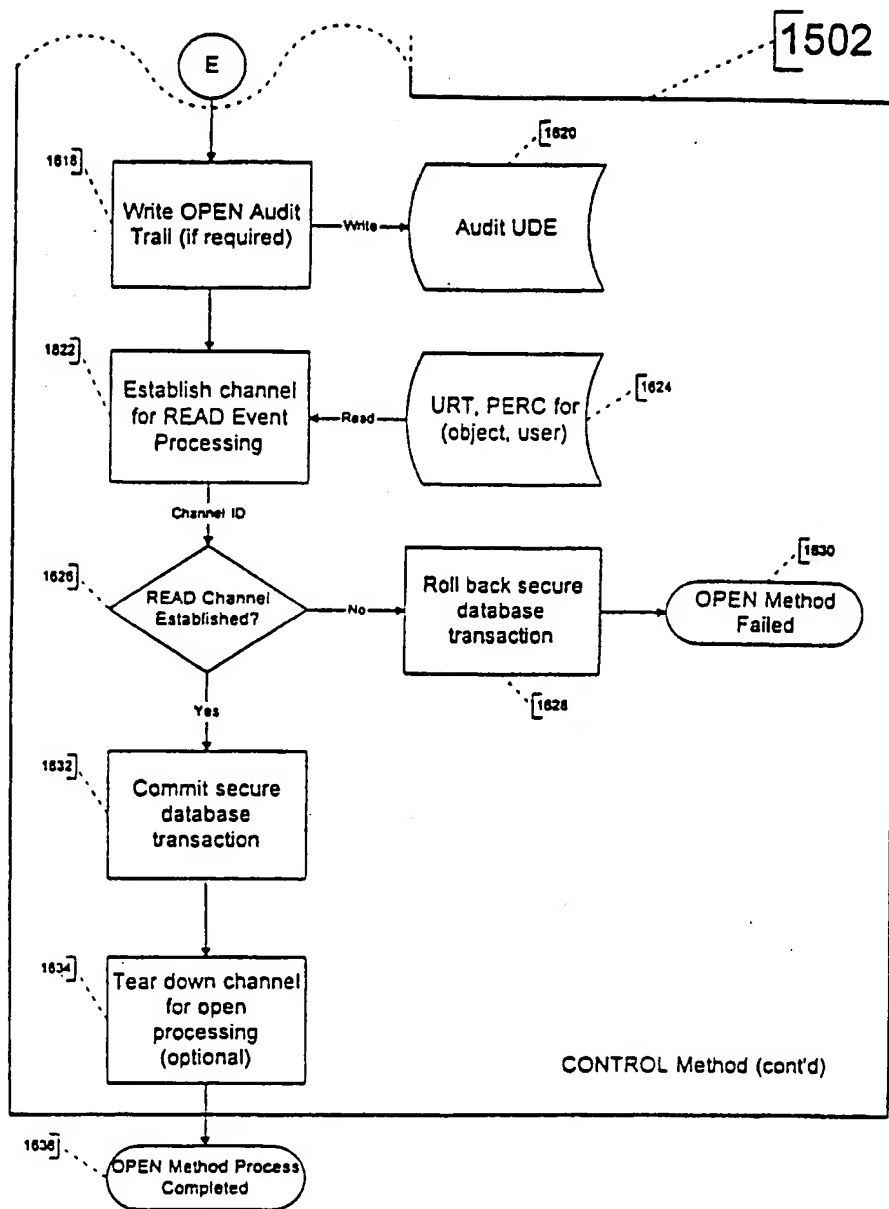 1502
E
1618
Write OPEN Audit
Trail (if required)
Write
1620
Audit UDE
1622
Establish channel
for READ Event
Processing
Read
URT, PERC for
(object, user)
1624
Channel ID
1626
READ Channel
Established?
No
Roll back secure
database
transaction
1628
1630
OPEN Method
Failed
Yes
1632
Commit secure
database
transaction
1634
Tear down channel
for open
processing
(optional)
CONTROL Method (cont'd)
1636
OPEN Method Process
Completed